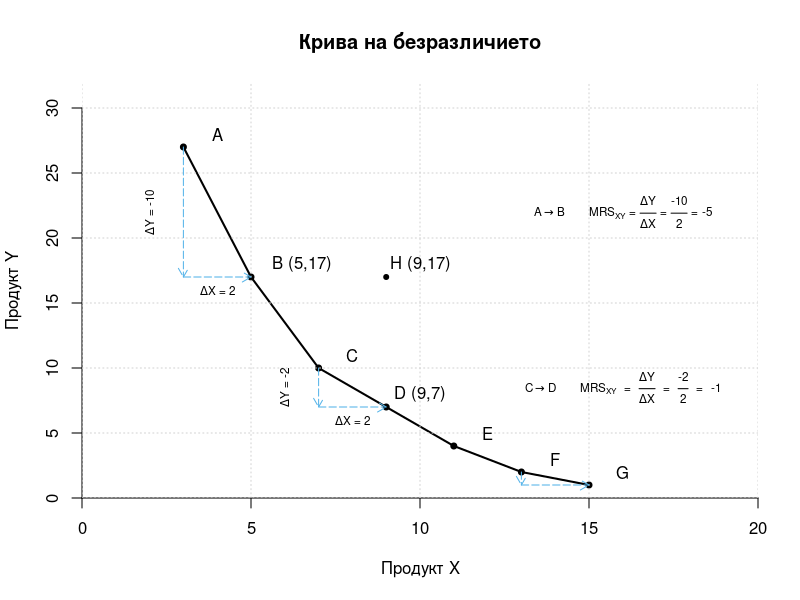 Крива на безразличието
30
25
20
15
10
5
0
Продукт Y
A
ΔY = -10
B (5,17)
H (9,17)
ΔX = 2
A → B MRS_XY = ΔY/ΔX = -10/2 = -5
C
ΔY = -2
D (9,7)
ΔX = 2
C → D MRS_XY = ΔY/ΔX = -2/2 = -1
E
F
G
0 5 10 15 20
Продукт X